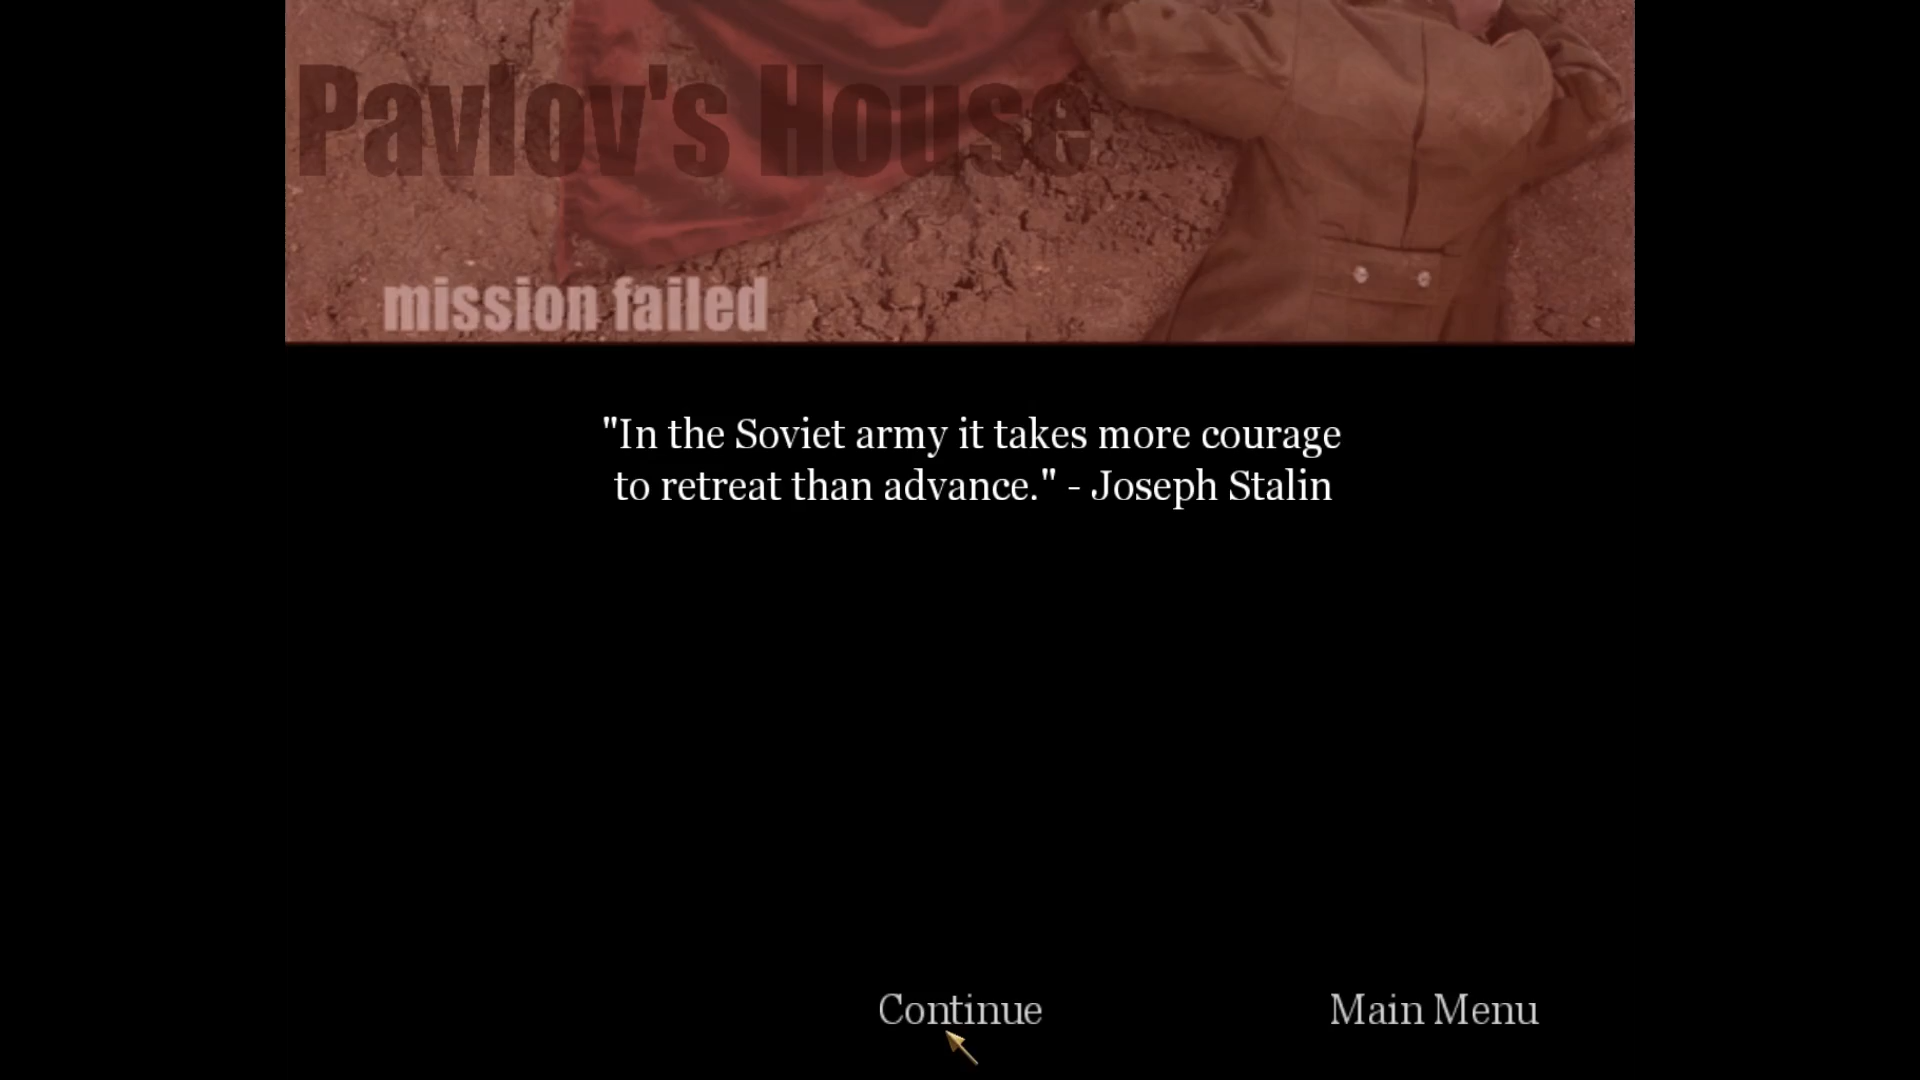 Pavlov's House
mission failed
"In the Soviet army it takes more courage
to retreat than advance." - Joseph Stalin
Continue
Main Menu